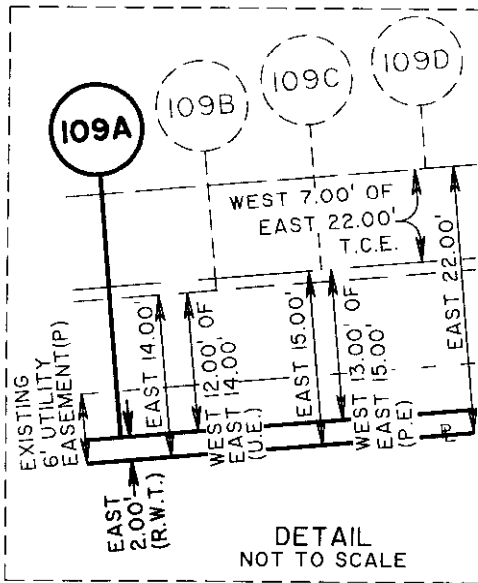 109A
109B
109C
109D
WEST 7.00' OF
EAST 22.00'
T.C.E.
EXISTING
6' UTILITY
EASEMENT(P)
EAST 14.00'
WEST 12.00' OF
EAST 14.00'
(U.E.)
EAST 15.00'
WEST 13.00' OF
EAST 15.00'
(P.E)
EAST 22.00'
PL
EAST
2.00'
(R.W.T.)
DETAIL
NOT TO SCALE